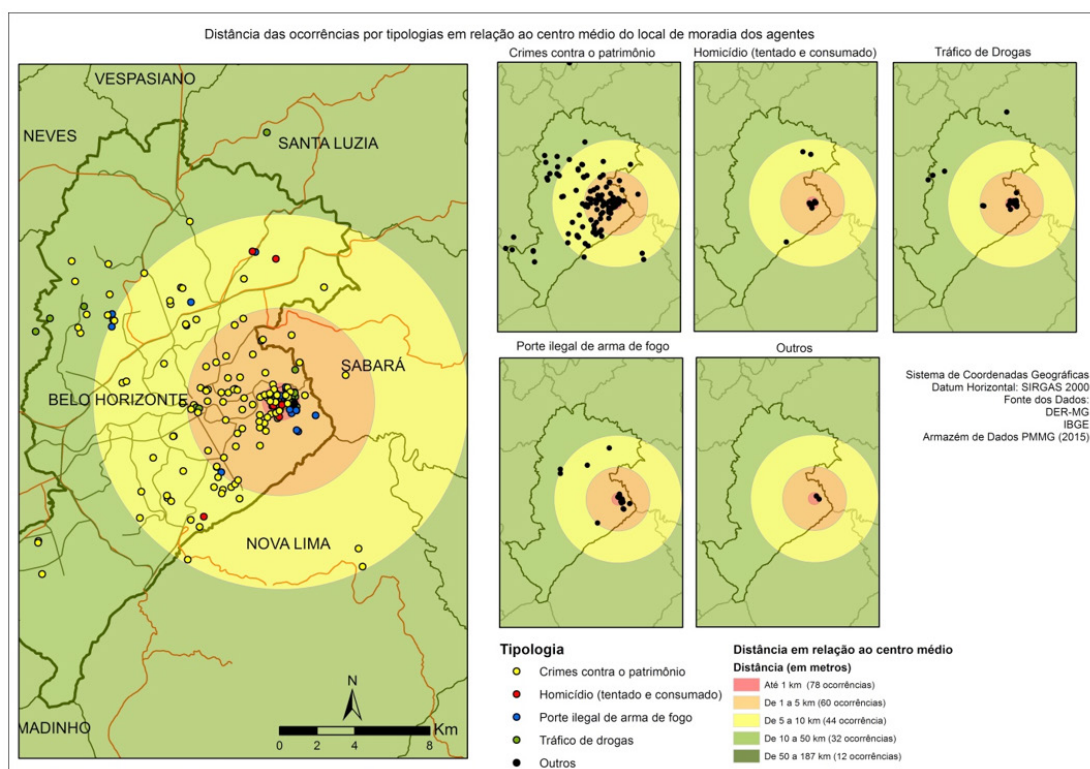 Distância das ocorrências por tipologias em relação ao centro médio do local de moradia dos agentes
VESPASIANO
NEVES
SANTA LUZIA
BELO HORIZONTE
SABARÁ
NOVA LIMA
MADINHO
N
0 2 4 8
Km
Crimes contra o patrimônio
Homicídio (tentado e consumado)
Tráfico de Drogas
Porte ilegal de arma de fogo
Outros
Sistema de Coordenadas Geográficas
Datum Horizontal: SIRGAS 2000
Fonte dos Dados:
DER-MG
IBGE
Armazém de Dados PMMG (2015)
Tipologia
Crimes contra o patrimônio
Homicídio (tentado e consumado)
Porte ilegal de arma de fogo
Tráfico de drogas
Outros
Distância em relação ao centro médio
Distância (em metros)
Até 1 km (78 ocorrências)
De 1 a 5 km (60 ocorrências)
De 5 a 10 km (44 ocorrência)
De 10 a 50 km (32 ocorrências)
De 50 a 187 km (12 ocorrências)